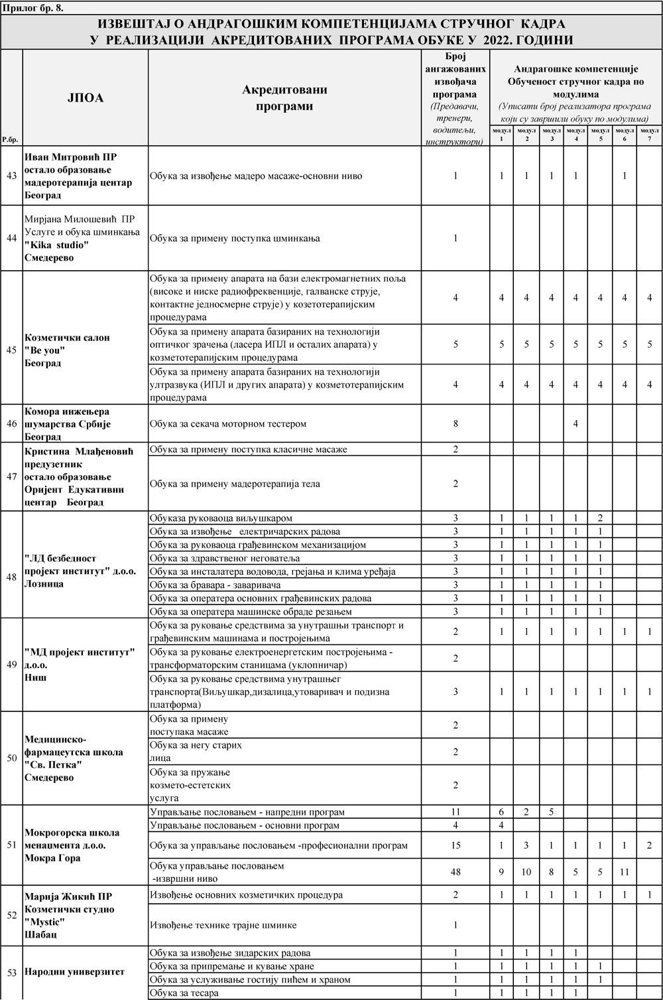 Прилог бр. 8.
ИЗВЕШТАЈ О АНДРАГОШКИМ КОМПЕТЕНЦИЈАМА СТРУЧНОГ КАДРА
У РЕАЛИЗАЦИЈИ АКРЕДИТОВАНИХ ПРОГРАМА ОБУКЕ У 2022. ГОДИНИ
Р.бр.
ЈПОА
Акредитовани
програми
Број
ангажованих
извођача
програма
(Предавачи,
тренери,
водитељи,
инструктори)
Андрагошке компетенције
Обученост стручног кадра по
модулима
(Уписати број реализатора програма
који су завршили обуку по модулима)
модул 1 модул 2 модул 3 модул 4 модул 5 модул 6 модул 7
43
Иван Митровић ПР
остало образовање
мадеротерапија центар
Београд
Обука за извођење мадеро масаже-основни ниво 1 1 1 1 1 1
44
Мирјана Милошевић ПР
Услуге и обука шминкања
"Kika studio"
Смедерево
Обука за примену поступка шминкања 1
45
Козметички салон
"Be you"
Београд
Обука за примену апарата на бази електромагнетних поља
(високе и ниске радиофреквенције, галванске струје,
контактне једносмерне струје) у козетотерапијским
процедурама
4 4 4 4 4 4 4 4
Обука за примену апарата базираних на технологији
оптичког зрачења (ласера ИПЛ и осталих апарата) у
козметотерапијским процедурама
5 5 5 5 5 5 5 5
Обука за примену апарата базираних на технологији
ултразвука (ИПЛ и других апарата) у козметотерапијским
процедурама
4 4 4 4 4 4 4 4
46
Комора инжењера
шумарства Србије
Београд
Обука за секача моторном тестером 8 4
47
Кристина Млађеновић
предузетник
остало образовање
Оријент Едукативни
центар Београд
Обука за примену поступка класичне масаже 2
Обука за примену мадеротерапија тела 2
48
"ЛД безбедност
пројект институт" д.о.о.
Лозница
Обуказа руковаоца виљушкаром 3 1 1 1 1 2
Обука за извођење електричарских радова 3 1 1 1 1 1
Обука за руковаоца грађевинском механизацијом 3 1 1 1 1 1
Обука за здравственог неговатеља 3 1 1 1 1 1
Обука за инсталатера водовода, грејања и клима уређаја 3 1 1 1 1 1
Обука за бравара - заваривача 3 1 1 1 1 1
Обука за оператера основних грађевинских радова 3 1 1 1 1 1
Обука за оператера машинске обраде резањем 3 1 1 1 1 1
49
"МД пројект институт"
д.о.о.
Ниш
Обука за руковање средствима за унутрашњи транспорт и
грађевинским машинама и постројењима
2 1 1 1 1 1 1 1
Обука за руковање електроенергетским постројењима -
трансформаторским станицама (уклопничар)
2
Обука за руковање средствима унутрашњег
транспорта(Виљушкар,дизалица,утоваривач и подизна
платформа)
3 1 1 1 1 1 1 1
50
Медицинско-
фармацеутска школа
"Св. Петка"
Смедерево
Обука за примену
поступака масаже
2
Обука за негу старих
лица
2
Обука за пружање
козмето-естетских
услуга
2
51
Мокрогорска школа
менаџмента д.о.о.
Мокра Гора
Управљање пословањем - напредни програм 11 6 2 5
Управљање пословањем - основни програм 4 4
Обука за управљање пословањем -професионални програм 15 1 3 1 1 1 1 2
Обука управљање пословањем
-извршни ниво
48 9 10 8 5 5 11
52
Марија Жикић ПР
Козметички студио
"Mystic"
Шабац
Извођење основних козметичких процедура 2 1 1 1 1 1 1 1
Извођење технике трајне шминке 1
53
Народни универзитет
Обука за извођење зидарских радова 1 1 1 1 1
Обука за припремање и кување хране 1 1 1 1 1 1
Обука за услуживање гостију пићем и храном 1 1 1 1 1 1
Обука за тесара 1 1 1 1 1